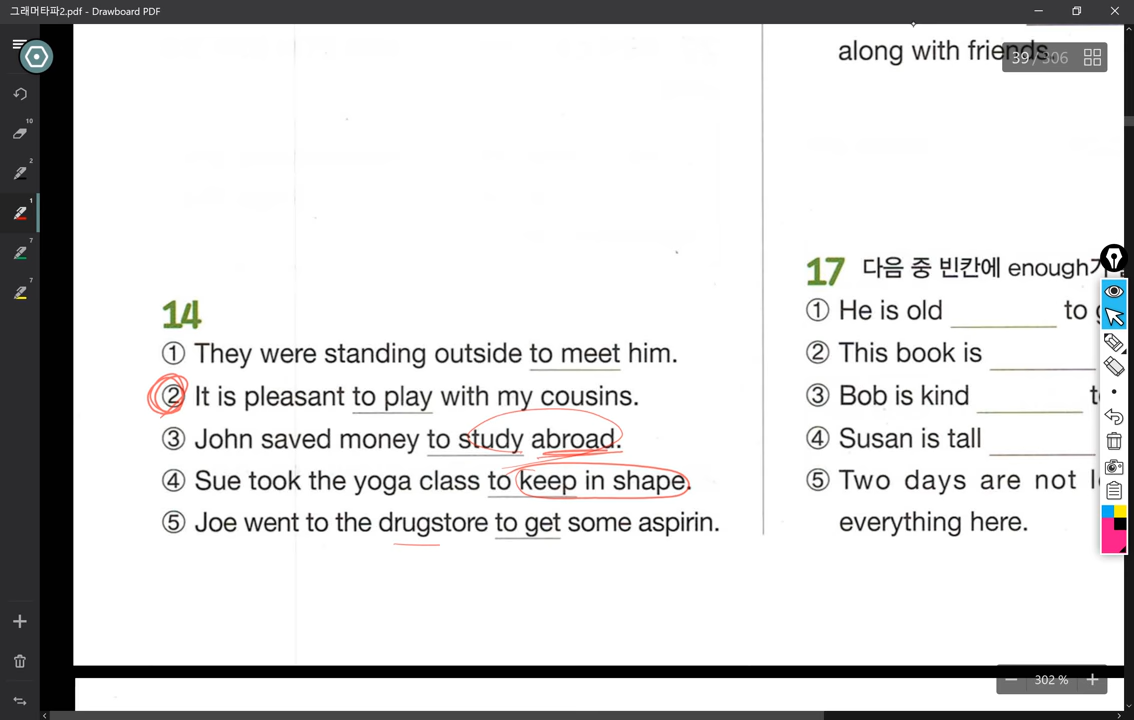 그래머타파2.pdf - Drawboard PDF
39 / 306
10
2
1
7
7
along with friends.
14
① They were standing outside to meet him.
② It is pleasant to play with my cousins.
③ John saved money to study abroad.
④ Sue took the yoga class to keep in shape.
⑤ Joe went to the drugstore to get some aspirin.
17 다음 중 빈칸에 enough가
① He is old to
② This book is
③ Bob is kind
④ Susan is tall
⑤ Two days are not
everything here.
302 %